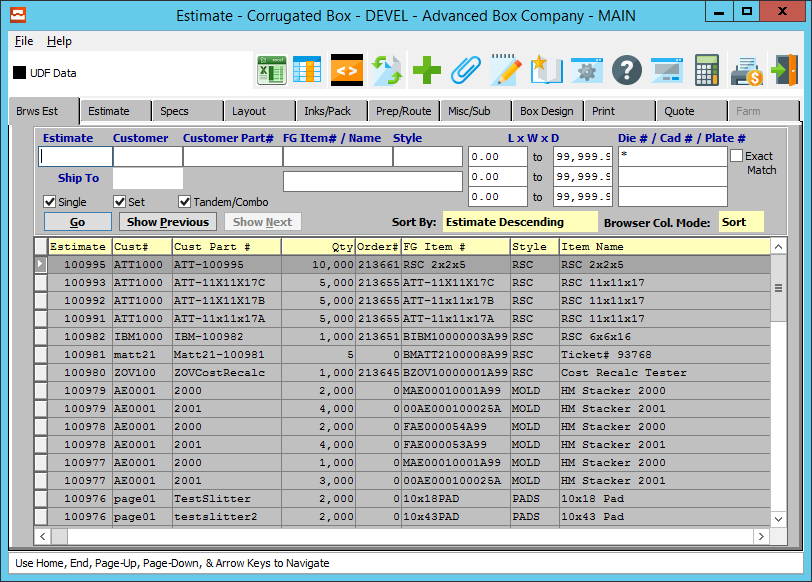 Estimate - Corrugated Box - DEVEL - Advanced Box Company - MAIN
File Help
UDF Data
Brws Est Estimate Specs Layout Inks/Pack Prep/Route Misc/Sub Box Design Print Quote Farm
Estimate Customer Customer Part# FG Item# / Name Style L x W x D Die # / Cad # / Plate #
0.00 to 99,999.9 * Exact Match
Ship To 0.00 to 99,999.9
0.00 to 99,999.9
Single Set Tandem/Combo
Go Show Previous Show Next Sort By: Estimate Descending Browser Col. Mode: Sort
Estimate Cust# Cust Part # Qty Order# FG Item # Style Item Name
100995 ATT1000 ATT-100995 10,000 213661 RSC 2x2x5 RSC RSC 2x2x5
100993 ATT1000 ATT-11X11X17C 5,000 213655 ATT-11X11X17C RSC RSC 11x11x17
100992 ATT1000 ATT-11X11X17B 5,000 213655 ATT-11x11x17B RSC RSC 11x11x17
100991 ATT1000 ATT-11x11x17A 5,000 213655 ATT-11x11x17A RSC RSC 11x11x17
100982 IBM1000 IBM-100982 1,000 213651 BIBM10000003A99 RSC RSC 6x6x16
100981 matt21 Matt21-100981 5 0 BMATT2100008A99 RSC Ticket# 93768
100980 ZOV100 ZOVCostRecalc 1,000 213645 BZOV10000001A99 RSC Cost Recalc Tester
100979 AE0001 2000 2,000 0 MAE00010001A99 MOLD HM Stacker 2000
100979 AE0001 2001 4,000 0 00AE000100025A MOLD HM Stacker 2001
100978 AE0001 2000 2,000 0 FAE000054A99 MOLD HM Stacker 2000
100978 AE0001 2001 4,000 0 FAE000053A99 MOLD HM Stacker 2001
100977 AE0001 2000 1,000 0 MAE00010001A99 MOLD HM Stacker 2000
100977 AE0001 2001 3,000 0 00AE000100025A MOLD HM Stacker 2001
100976 page01 TestSlitter 2,000 0 10x18PAD PADS 10x18 Pad
100976 page01 testslitter2 2,000 0 10x43PAD PADS 10x43 Pad
Use Home, End, Page-Up, Page-Down, & Arrow Keys to Navigate